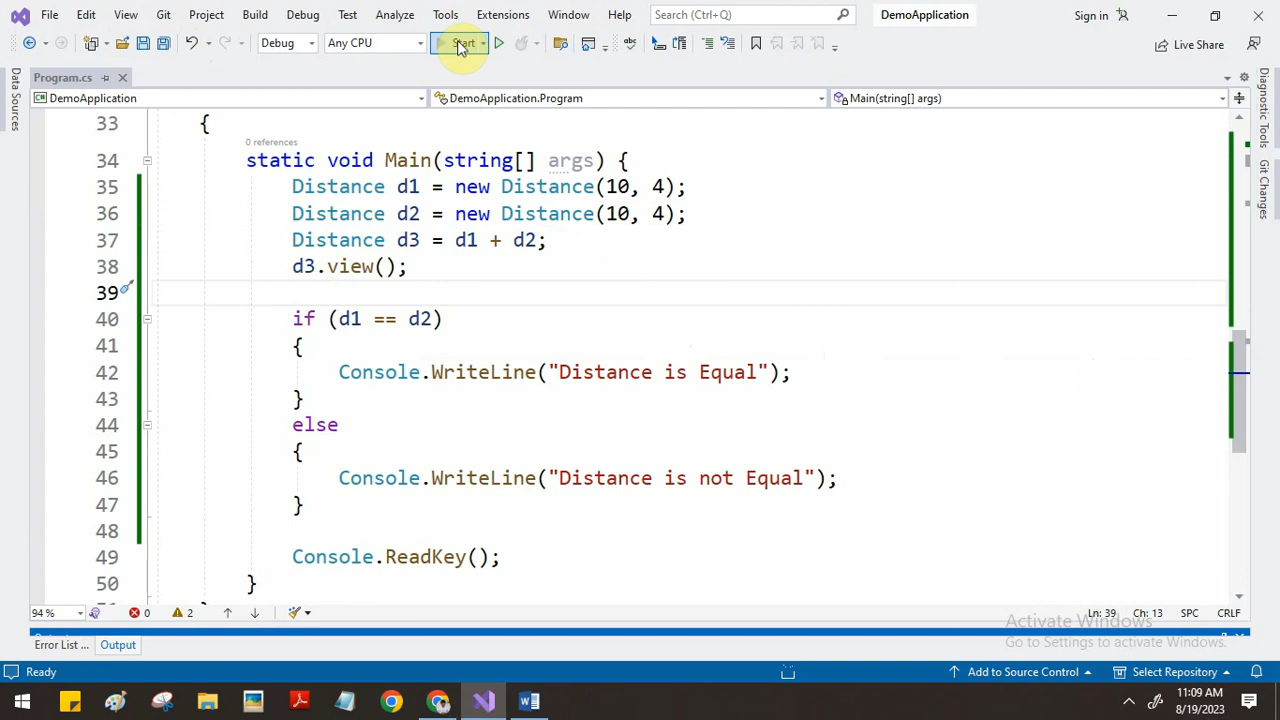 File Edit View Git Project Build Debug Test Analyze Tools Extensions Window Help Search (Ctrl+Q) DemoApplication Sign in
Debug Any CPU Start Live Share
Program.cs
DemoApplication DemoApplication.Program Main(string[] args)
Data Sources
Diagnostic Tools
Git Changes
33 {
0 references
34 static void Main(string[] args) {
35 Distance d1 = new Distance(10, 4);
36 Distance d2 = new Distance(10, 4);
37 Distance d3 = d1 + d2;
38 d3.view();
39
40 if (d1 == d2)
41 {
42 Console.WriteLine("Distance is Equal");
43 }
44 else
45 {
46 Console.WriteLine("Distance is not Equal");
47 }
48
49 Console.ReadKey();
50 }
94 % 0 2 Ln: 39 Ch: 13 SPC CRLF
Activate Windows
Go to Settings to activate Windows.
Error List ... Output
Ready Add to Source Control Select Repository
11:09 AM
8/19/2023